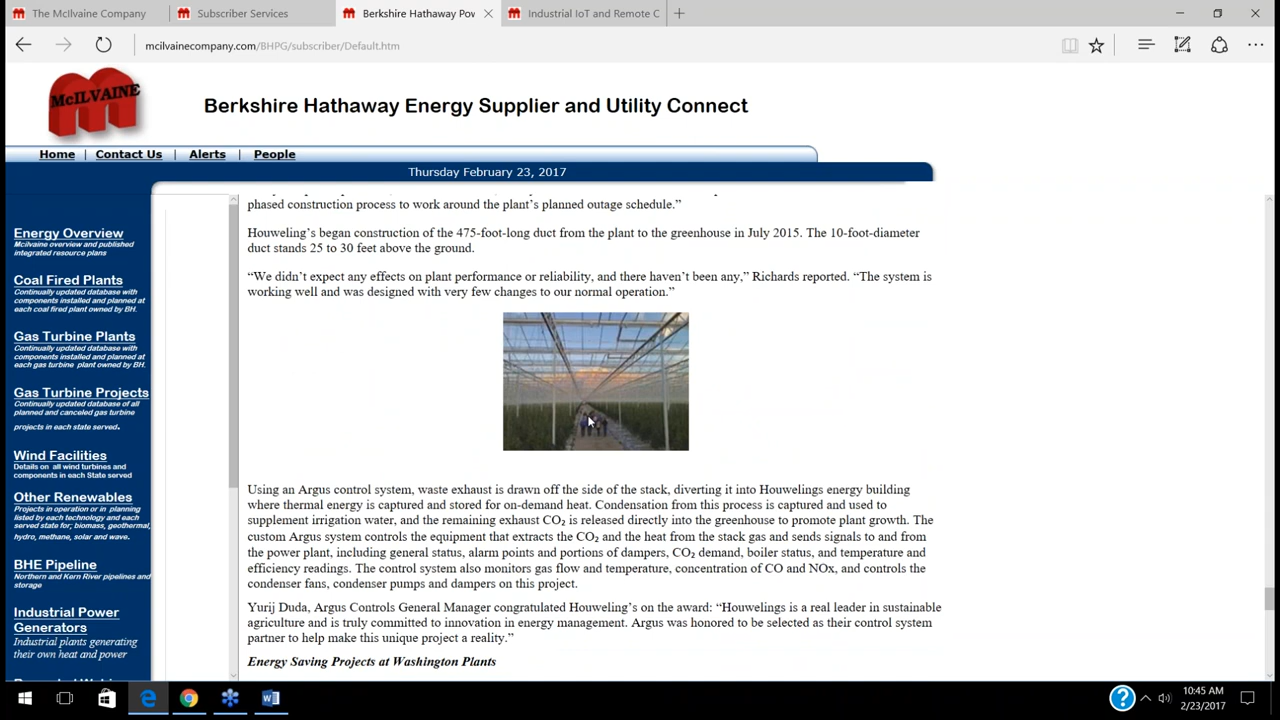 The McIlvaine Company
Subscriber Services
Berkshire Hathaway Pow
Industrial IoT and Remote C
mcilvainecompany.com/BHPG/subscriber/Default.htm
McILVAINE
Berkshire Hathaway Energy Supplier and Utility Connect
Home | Contact Us | Alerts | People
Thursday February 23, 2017
Energy Overview
McIlvaine overview and published
integrated resource plans
Coal Fired Plants
Continually updated database with
components installed and planned at
each coal fired plant owned by BH.
Gas Turbine Plants
Continually updated database with
components installed and planned at
each gas turbine plant owned by BH.
Gas Turbine Projects
Continually updated database of all
planned and canceled gas turbine
projects in each state served.
Wind Facilities
Details on all wind turbines and
components in each State served
Other Renewables
Projects in operation or in planning
listed by each technology and each
served state for; biomass, geothermal,
hydro, methane, solar and wave.
BHE Pipeline
Northern and Kern River pipelines and
storage
Industrial Power
Generators
Industrial plants generating
their own heat and power
phased construction process to work around the plant's planned outage schedule.”
Houweling's began construction of the 475-foot-long duct from the plant to the greenhouse in July 2015. The 10-foot-diameter
duct stands 25 to 30 feet above the ground.
“We didn't expect any effects on plant performance or reliability, and there haven't been any,” Richards reported. “The system is
working well and was designed with very few changes to our normal operation.”
Using an Argus control system, waste exhaust is drawn off the side of the stack, diverting it into Houwelings energy building
where thermal energy is captured and stored for on-demand heat. Condensation from this process is captured and used to
supplement irrigation water, and the remaining exhaust CO₂ is released directly into the greenhouse to promote plant growth. The
custom Argus system controls the equipment that extracts the CO₂ and the heat from the stack gas and sends signals to and from
the power plant, including general status, alarm points and portions of dampers, CO₂ demand, boiler status, and temperature and
efficiency readings. The control system also monitors gas flow and temperature, concentration of CO and NOx, and controls the
condenser fans, condenser pumps and dampers on this project.
Yurij Duda, Argus Controls General Manager congratulated Houweling's on the award: “Houwelings is a real leader in sustainable
agriculture and is truly committed to innovation in energy management. Argus was honored to be selected as their control system
partner to help make this unique project a reality.”
Energy Saving Projects at Washington Plants
10:45 AM
2/23/2017